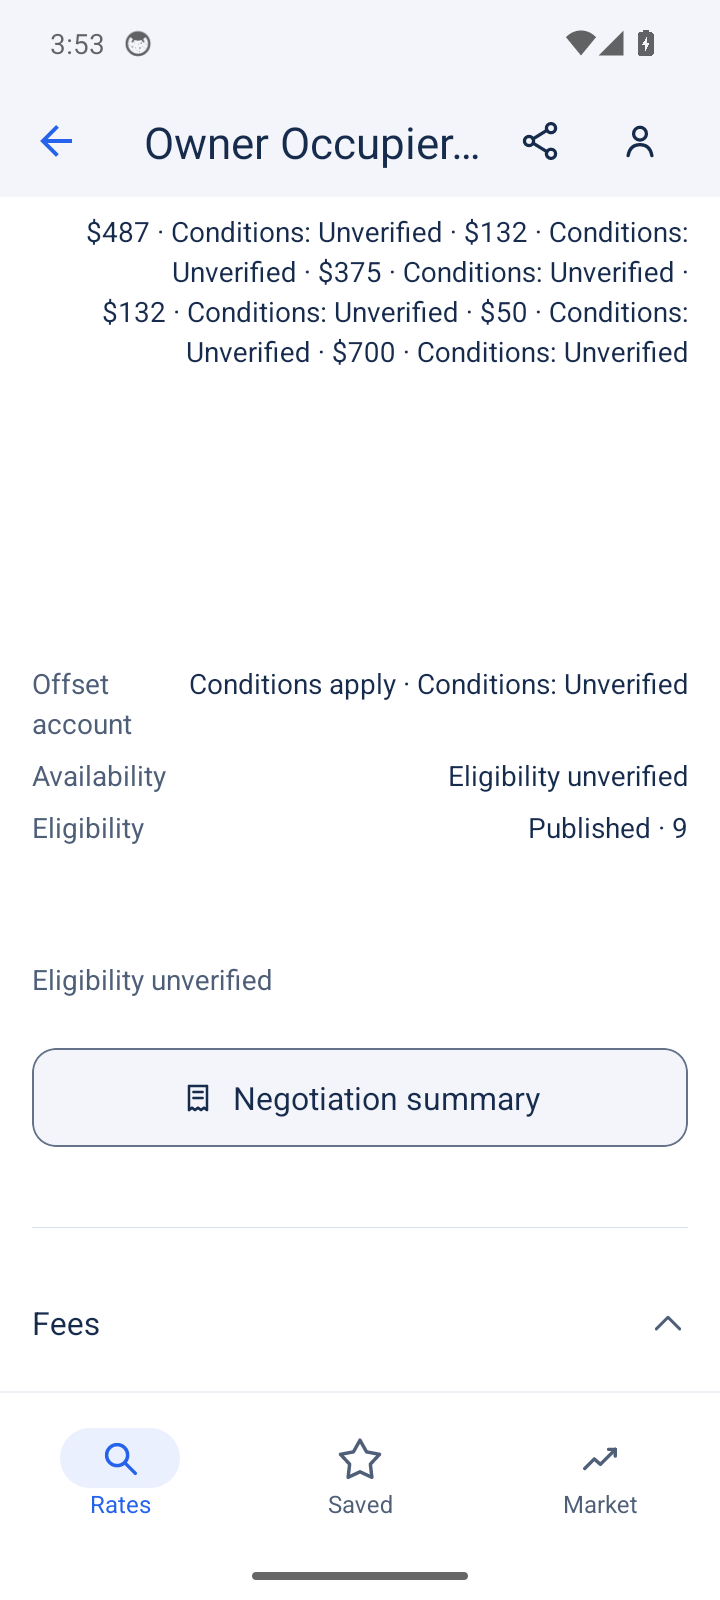 3:53
Owner Occupier...
$487 · Conditions: Unverified · $132 · Conditions:
Unverified · $375 · Conditions: Unverified ·
$132 · Conditions: Unverified · $50 · Conditions:
Unverified · $700 · Conditions: Unverified
Offset account
Conditions apply · Conditions: Unverified
Availability
Eligibility unverified
Eligibility
Published · 9
Eligibility unverified
Negotiation summary
Fees
Rates
Saved
Market